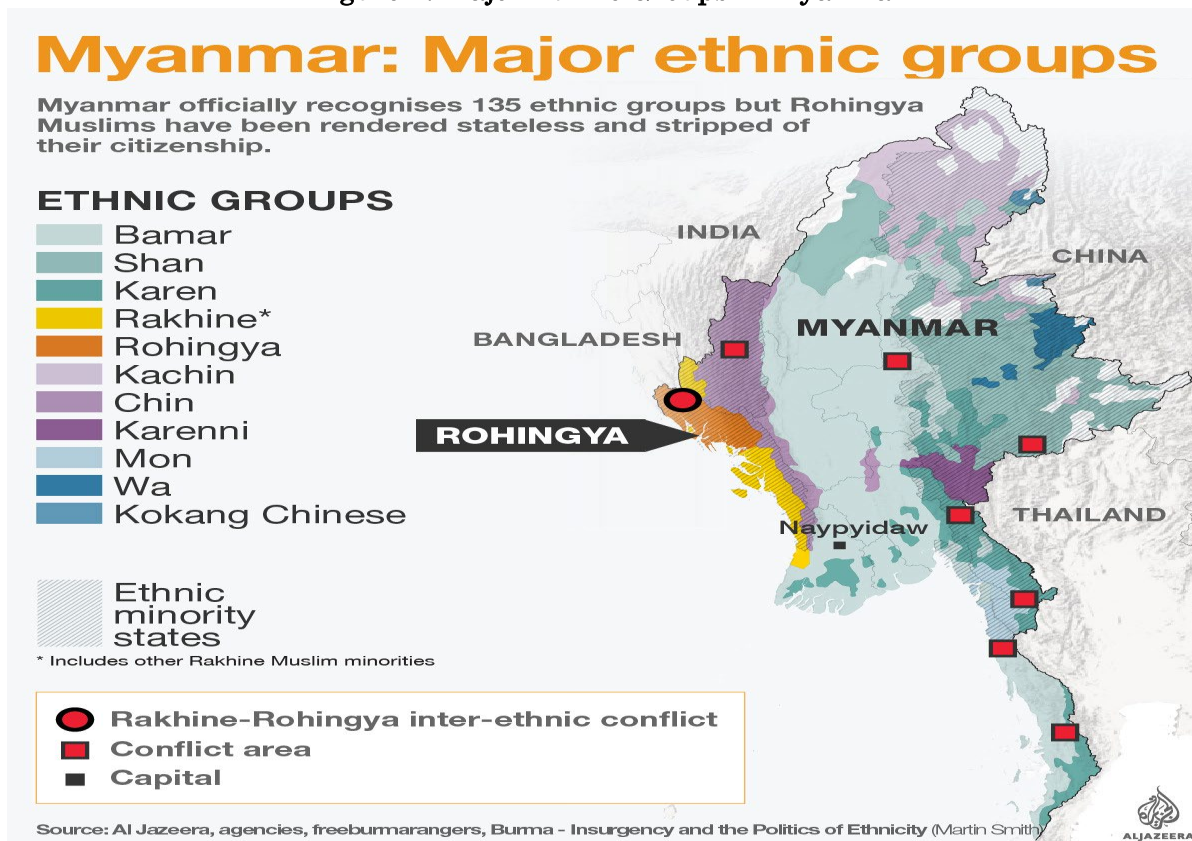 Myanmar: Major ethnic groups
Myanmar officially recognises 135 ethnic groups but Rohingya
Muslims have been rendered stateless and stripped of
their citizenship.
ETHNIC GROUPS
Bamar
Shan
Karen
Rakhine*
Rohingya
Kachin
Chin
Karenni
Mon
Wa
Kokang Chinese
Ethnic
minority
states
* Includes other Rakhine Muslim minorities
INDIA
CHINA
BANGLADESH
MYANMAR
ROHINGYA
THAILAND
Naypyidaw
Rakhine-Rohingya inter-ethnic conflict
Conflict area
Capital
Source: Al Jazeera, agencies, freeburmarangers, Burma - Insurgency and the Politics of Ethnicity (Martin Smith)
ALJAZEERA